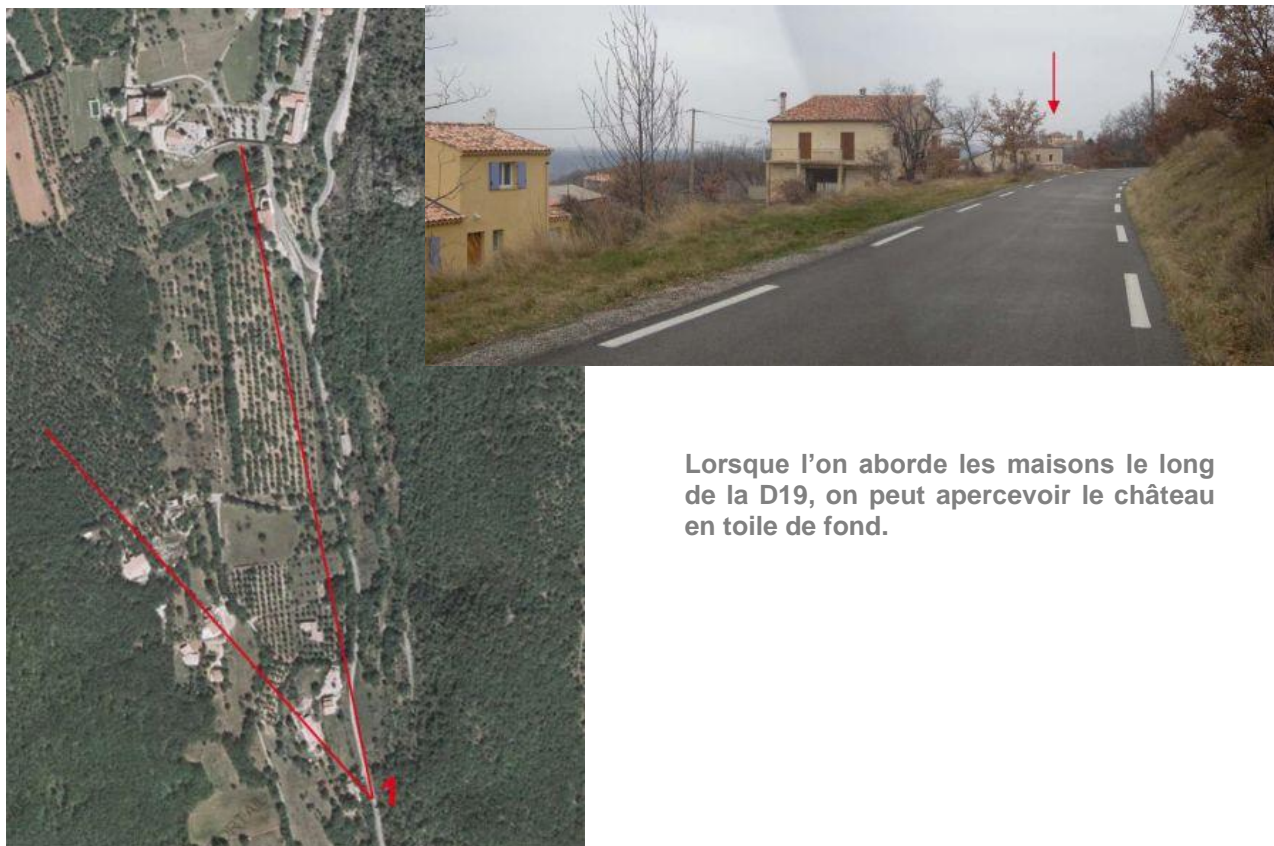 Lorsque l'on aborde les maisons le long
de la D19, on peut apercevoir le château
en toile de fond.
1